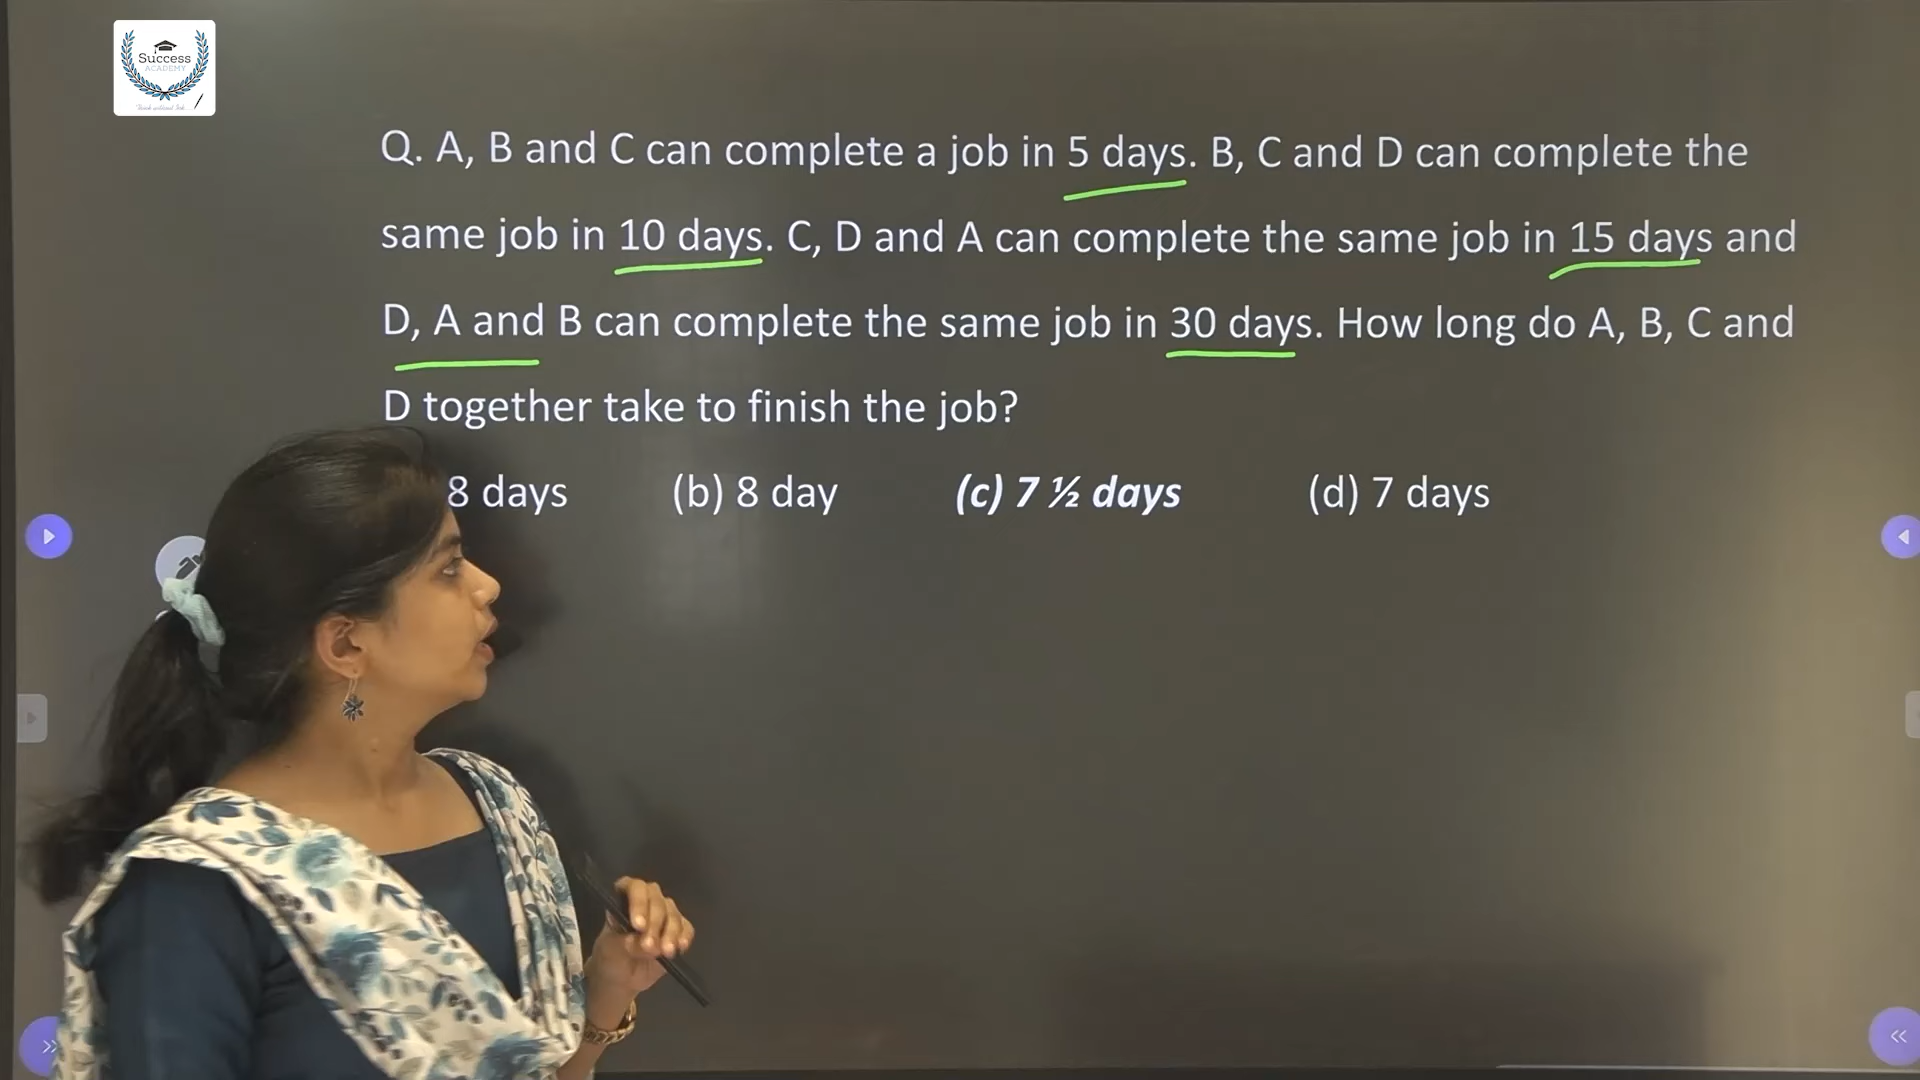 Success
ACADEMY
Q. A, B and C can complete a job in 5 days. B, C and D can complete the
same job in 10 days. C, D and A can complete the same job in 15 days and
D, A and B can complete the same job in 30 days. How long do A, B, C and
D together take to finish the job?
8 days (b) 8 day (c) 7 ½ days (d) 7 days